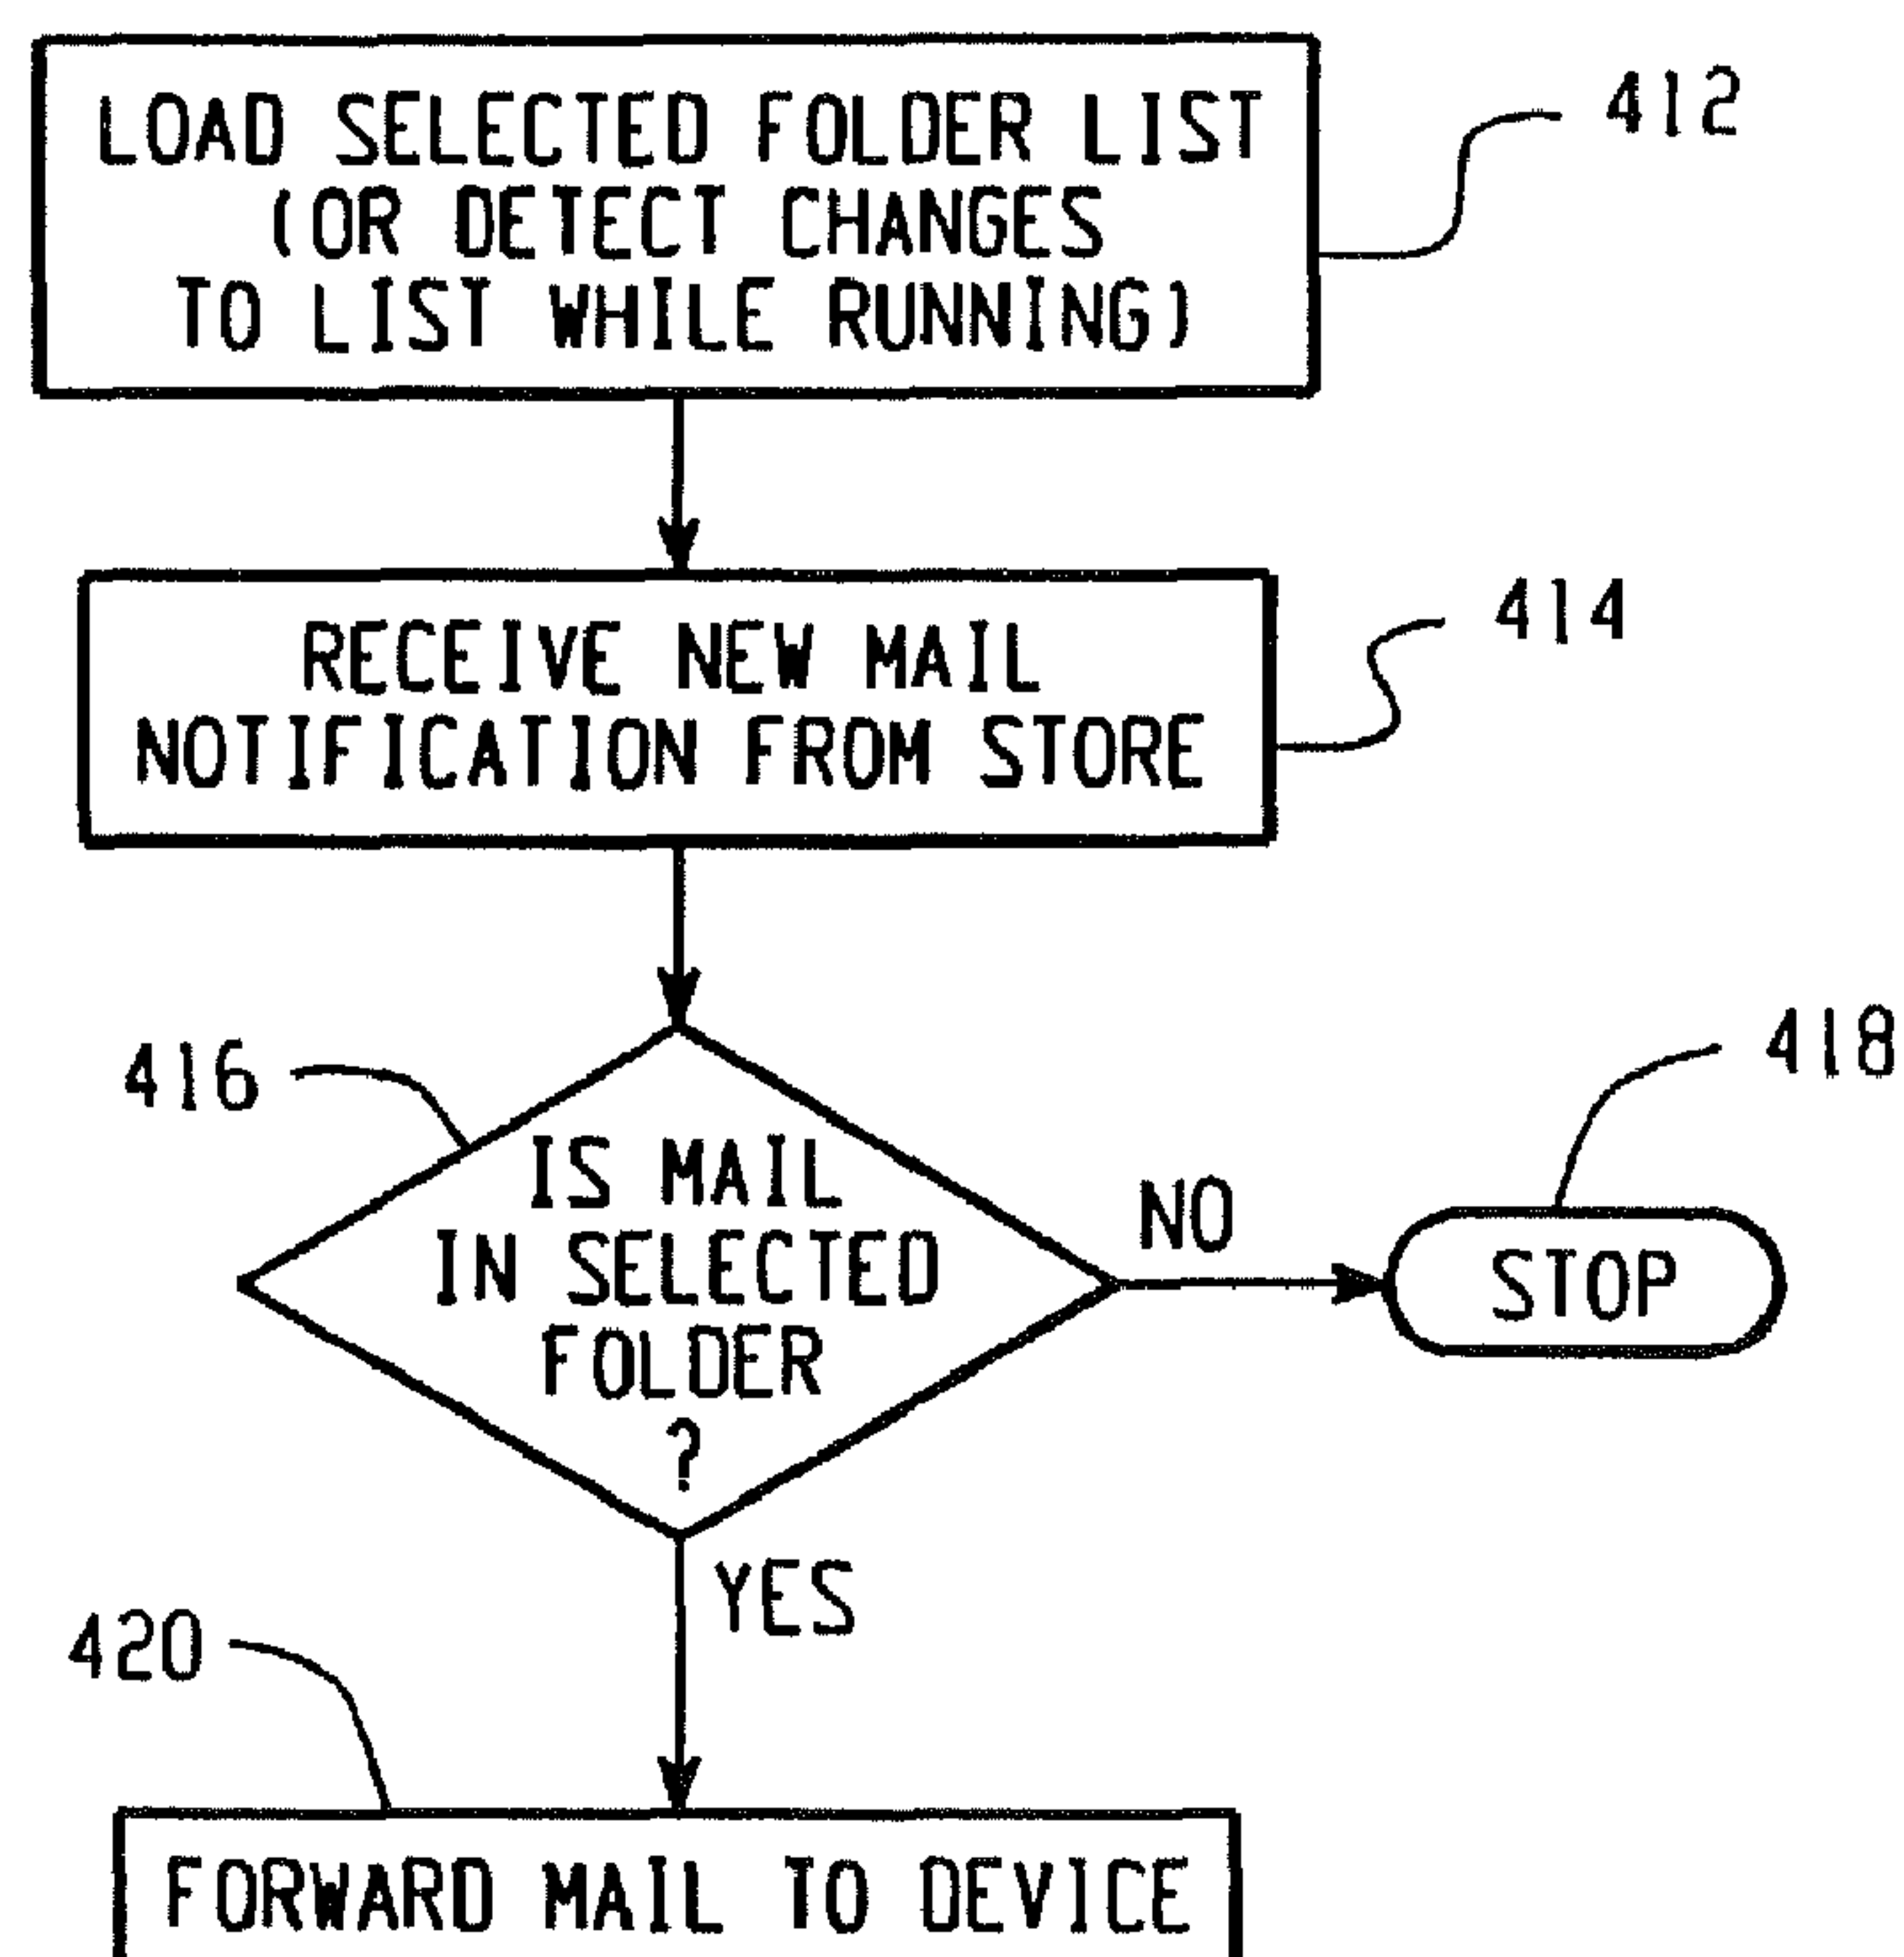 LOAD SELECTED FOLDER LIST
(OR DETECT CHANGES
TO LIST WHILE RUNNING)
412
RECEIVE NEW MAIL
NOTIFICATION FROM STORE
414
416
IS MAIL
IN SELECTED
FOLDER
?
NO
418
STOP
YES
420
FORWARD MAIL TO DEVICE